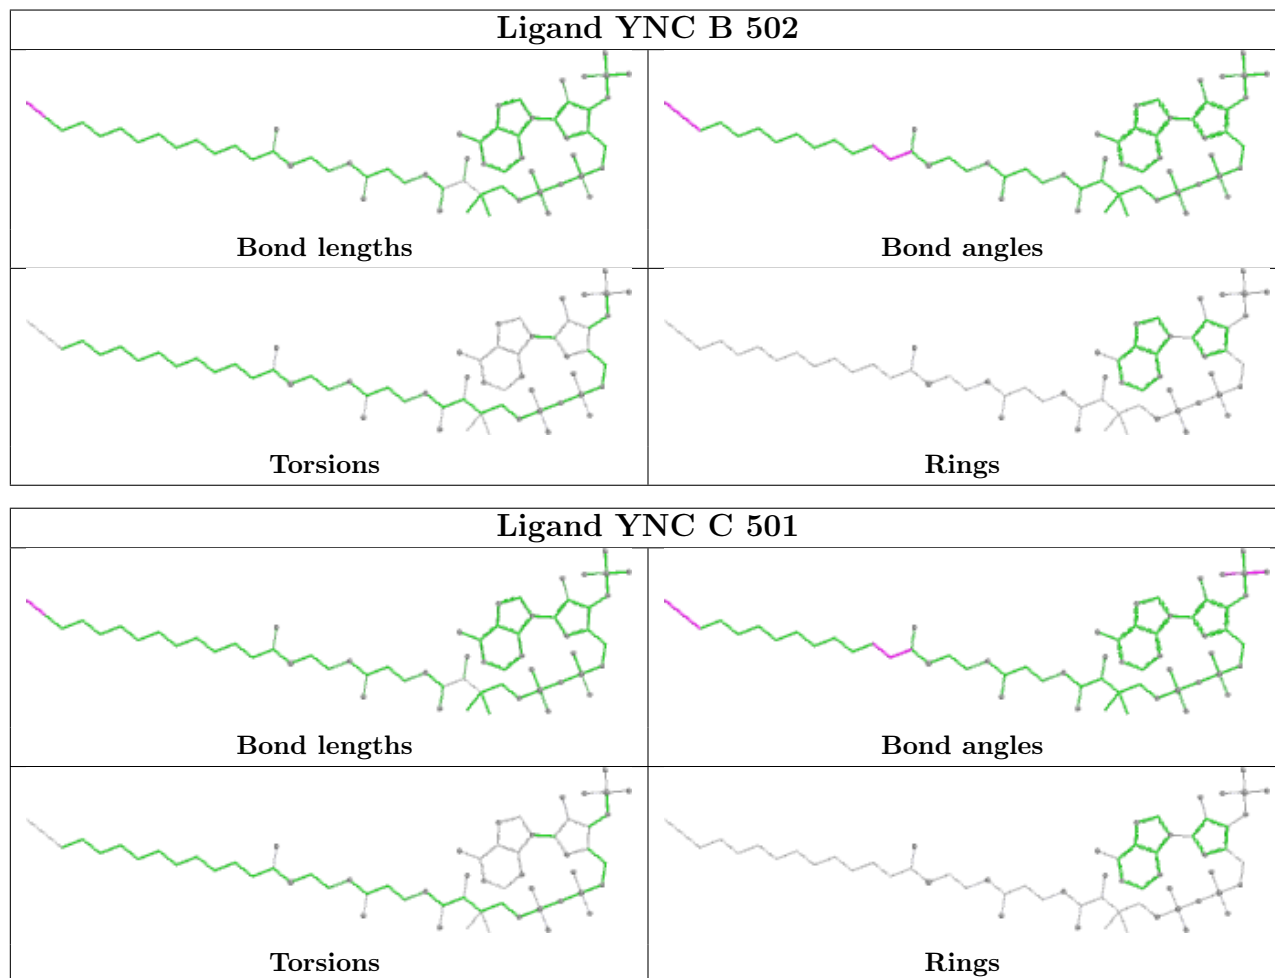 Ligand YNC B 502
Bond lengths
Bond angles
Torsions
Rings
Ligand YNC C 501
Bond lengths
Bond angles
Torsions
Rings